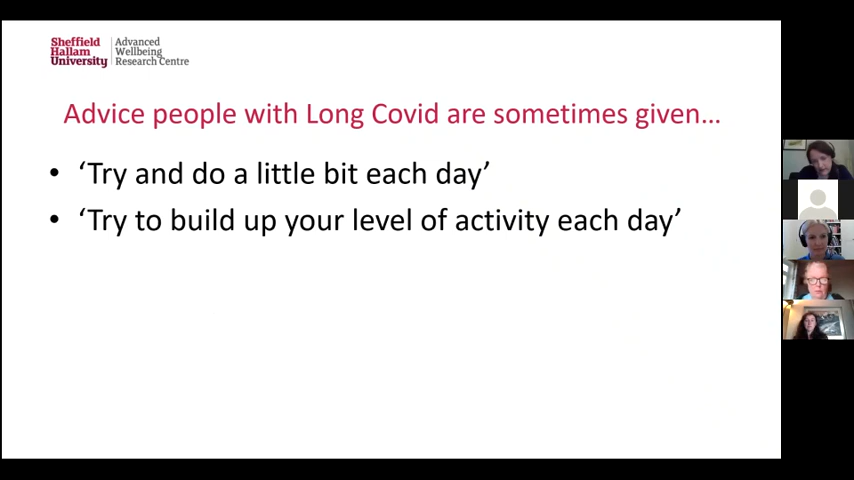 Sheffield
Hallam
University
Advanced
Wellbeing
Research Centre
Advice people with Long Covid are sometimes given…
• ‘Try and do a little bit each day’
• ‘Try to build up your level of activity each day’